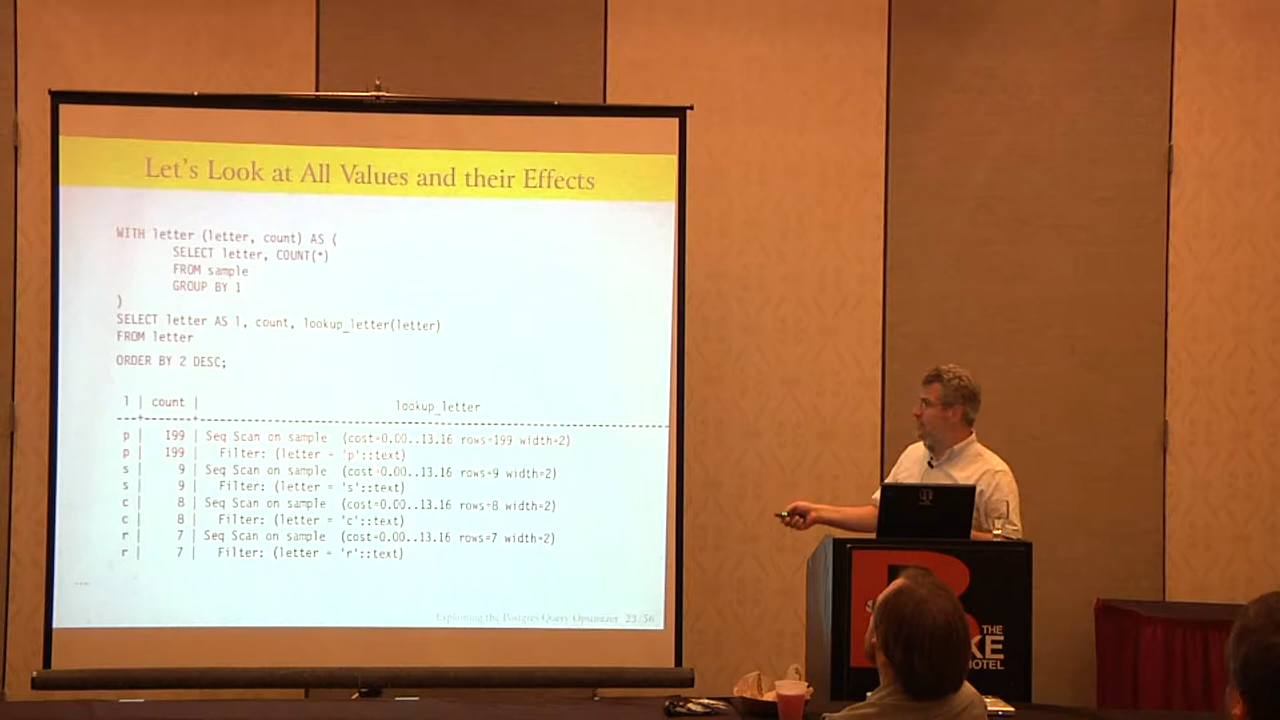 Let's Look at All Values and their Effects
WITH letter (letter, count) AS (
SELECT letter, COUNT(*)
FROM sample
GROUP BY 1
)
SELECT letter AS l, count, lookup_letter(letter)
FROM letter
ORDER BY 2 DESC;
l | count | lookup_letter
---+-------+---
p | 199 | Seq Scan on sample (cost=0.00..13.16 rows=199 width=2)
p | 199 | Filter: (letter = 'p'::text)
s | 9 | Seq Scan on sample (cost=0.00..13.16 rows=9 width=2)
s | 9 | Filter: (letter = 's'::text)
c | 8 | Seq Scan on sample (cost=0.00..13.16 rows=8 width=2)
c | 8 | Filter: (letter = 'c'::text)
r | 7 | Seq Scan on sample (cost=0.00..13.16 rows=7 width=2)
r | 7 | Filter: (letter = 'r'::text)
Explaining the Postgres Query Optimizer 23/56
THE
KE
HOTEL